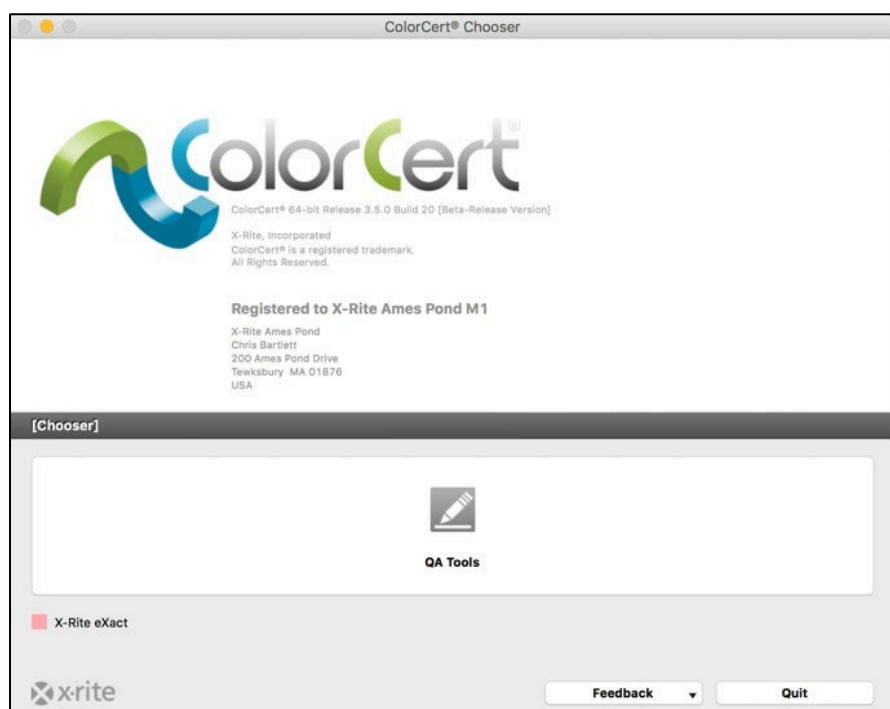 ColorCert® Chooser
ColorCert®
ColorCert® 64-bit Release 3.5.0 Build 20 [Beta-Release Version]
X-Rite, Incorporated
ColorCert® is a registered trademark.
All Rights Reserved.
Registered to X-Rite Ames Pond M1
X-Rite Ames Pond
Chris Bartlett
200 Ames Pond Drive
Tewksbury MA 01876
USA
[Chooser]
QA Tools
X-Rite eXact
x·rite
Feedback
Quit